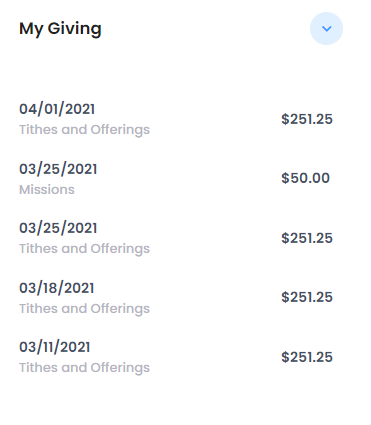 My Giving
04/01/2021
Tithes and Offerings
$251.25
03/25/2021
Missions
$50.00
03/25/2021
Tithes and Offerings
$251.25
03/18/2021
Tithes and Offerings
$251.25
03/11/2021
Tithes and Offerings
$251.25